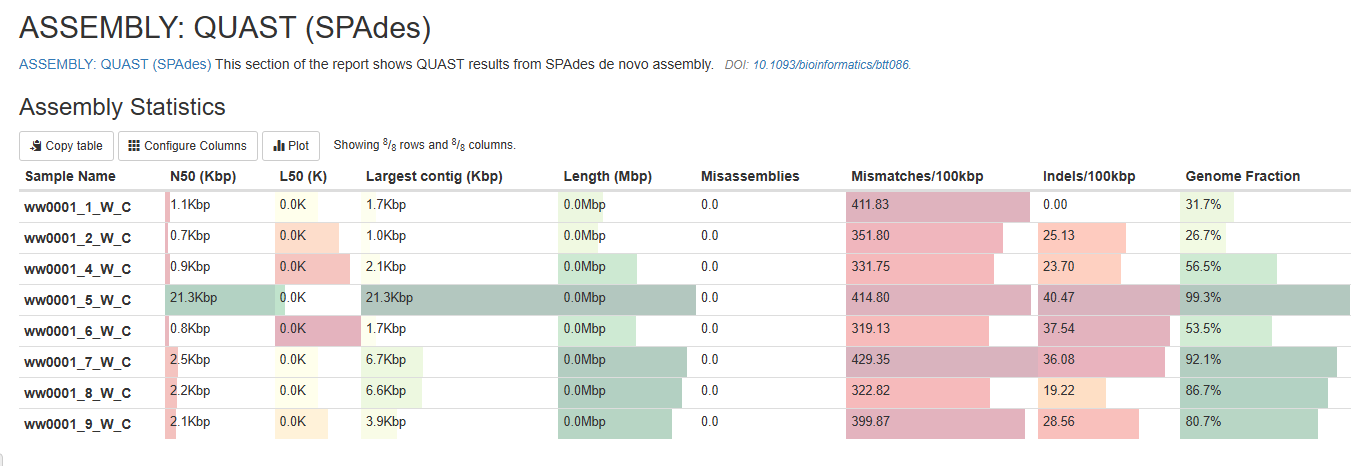 ASSEMBLY: QUAST (SPAdes)
ASSEMBLY: QUAST (SPAdes) This section of the report shows QUAST results from SPAdes de novo assembly. DOI: 10.1093/bioinformatics/btt086.
Assembly Statistics
Copy table Configure Columns Plot Showing 8/8 rows and 8/8 columns.
Sample Name N50 (Kbp) L50 (K) Largest contig (Kbp) Length (Mbp) Misassemblies Mismatches/100kbp Indels/100kbp Genome Fraction
ww0001_1_W_C 1.1Kbp 0.0K 1.7Kbp 0.0Mbp 0.0 411.83 0.00 31.7%
ww0001_2_W_C 0.7Kbp 0.0K 1.0Kbp 0.0Mbp 0.0 351.80 25.13 26.7%
ww0001_4_W_C 0.9Kbp 0.0K 2.1Kbp 0.0Mbp 0.0 331.75 23.70 56.5%
ww0001_5_W_C 21.3Kbp 0.0K 21.3Kbp 0.0Mbp 0.0 414.80 40.47 99.3%
ww0001_6_W_C 0.8Kbp 0.0K 1.7Kbp 0.0Mbp 0.0 319.13 37.54 53.5%
ww0001_7_W_C 2.5Kbp 0.0K 6.7Kbp 0.0Mbp 0.0 429.35 36.08 92.1%
ww0001_8_W_C 2.2Kbp 0.0K 6.6Kbp 0.0Mbp 0.0 322.82 19.22 86.7%
ww0001_9_W_C 2.1Kbp 0.0K 3.9Kbp 0.0Mbp 0.0 399.87 28.56 80.7%